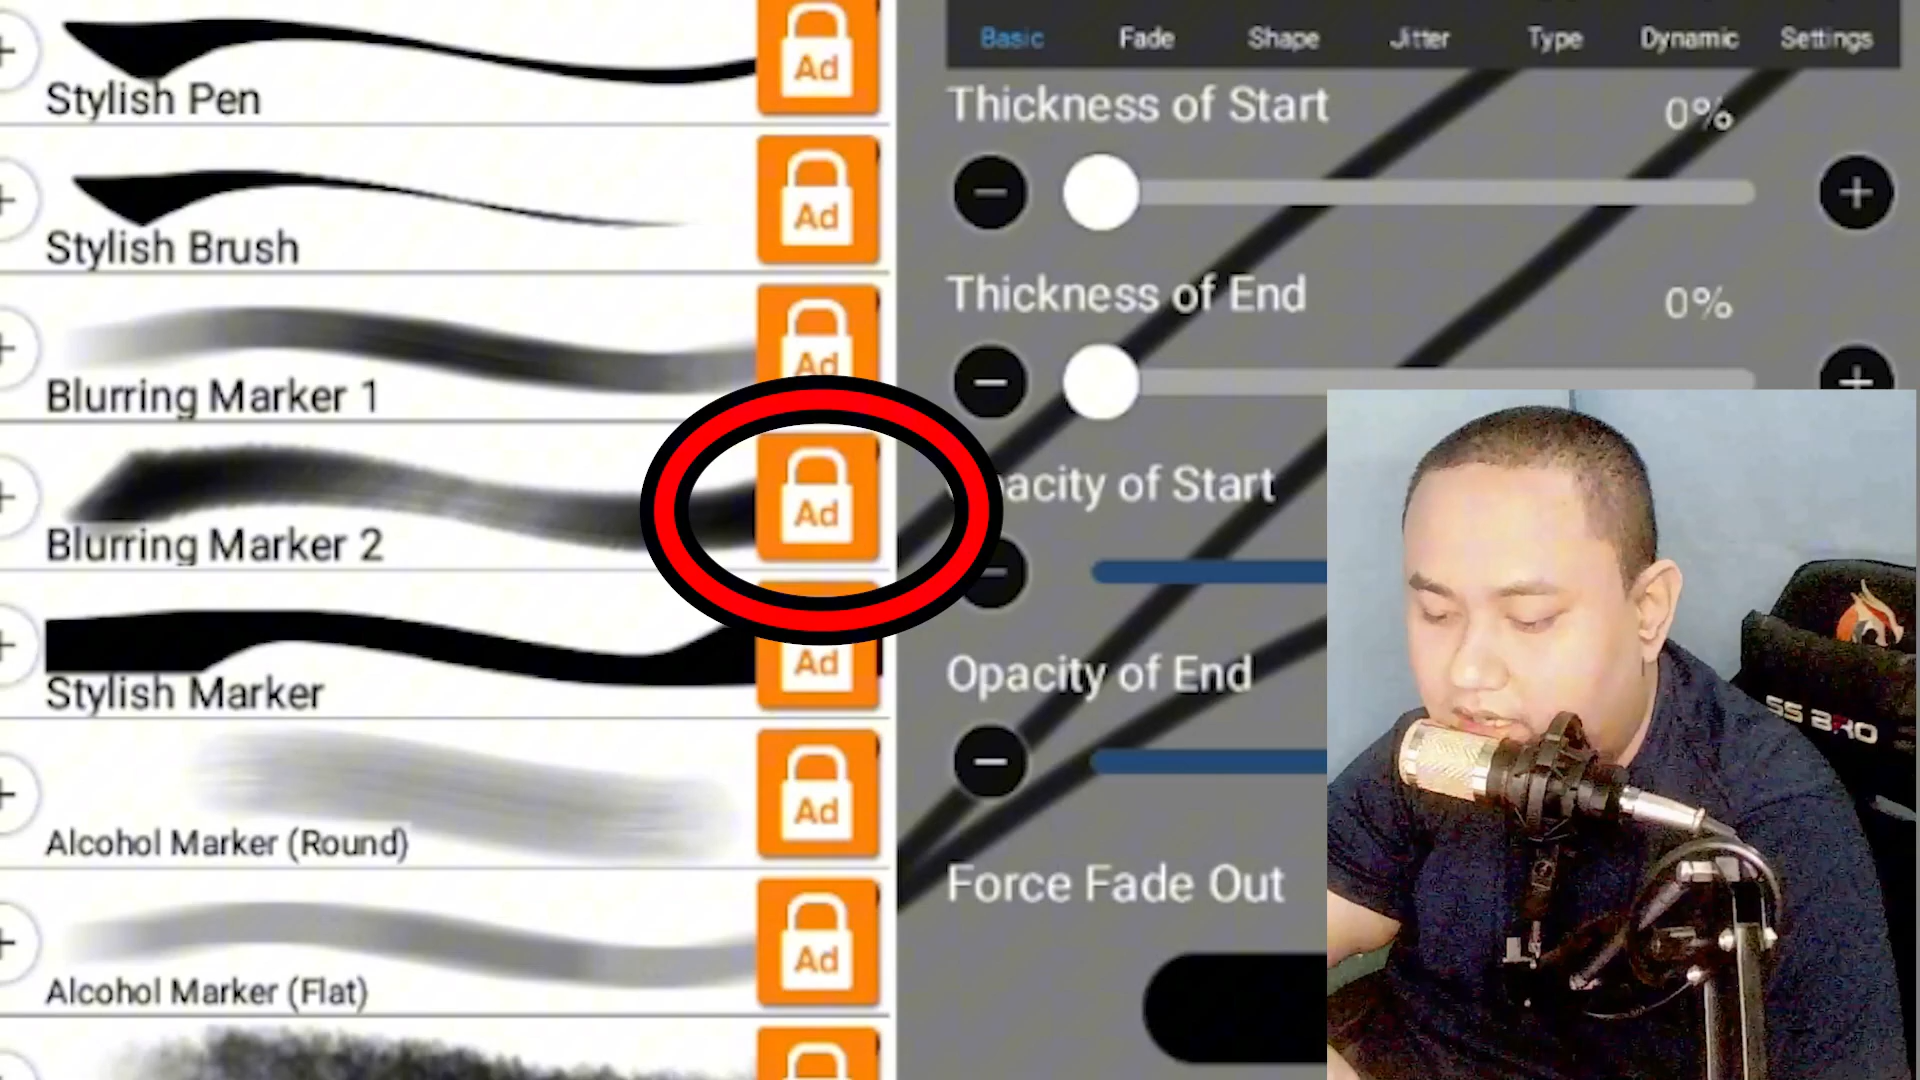 Ad
Stylish Pen
Ad
Stylish Brush
Ad
Blurring Marker 1
Ad
Blurring Marker 2
Ad
Stylish Marker
Ad
Alcohol Marker (Round)
Ad
Alcohol Marker (Flat)
Basic Fade Shape Jitter Type Dynamic Settings
Thickness of Start 0%
Thickness of End 0%
Opacity of Start
Opacity of End
Force Fade Out